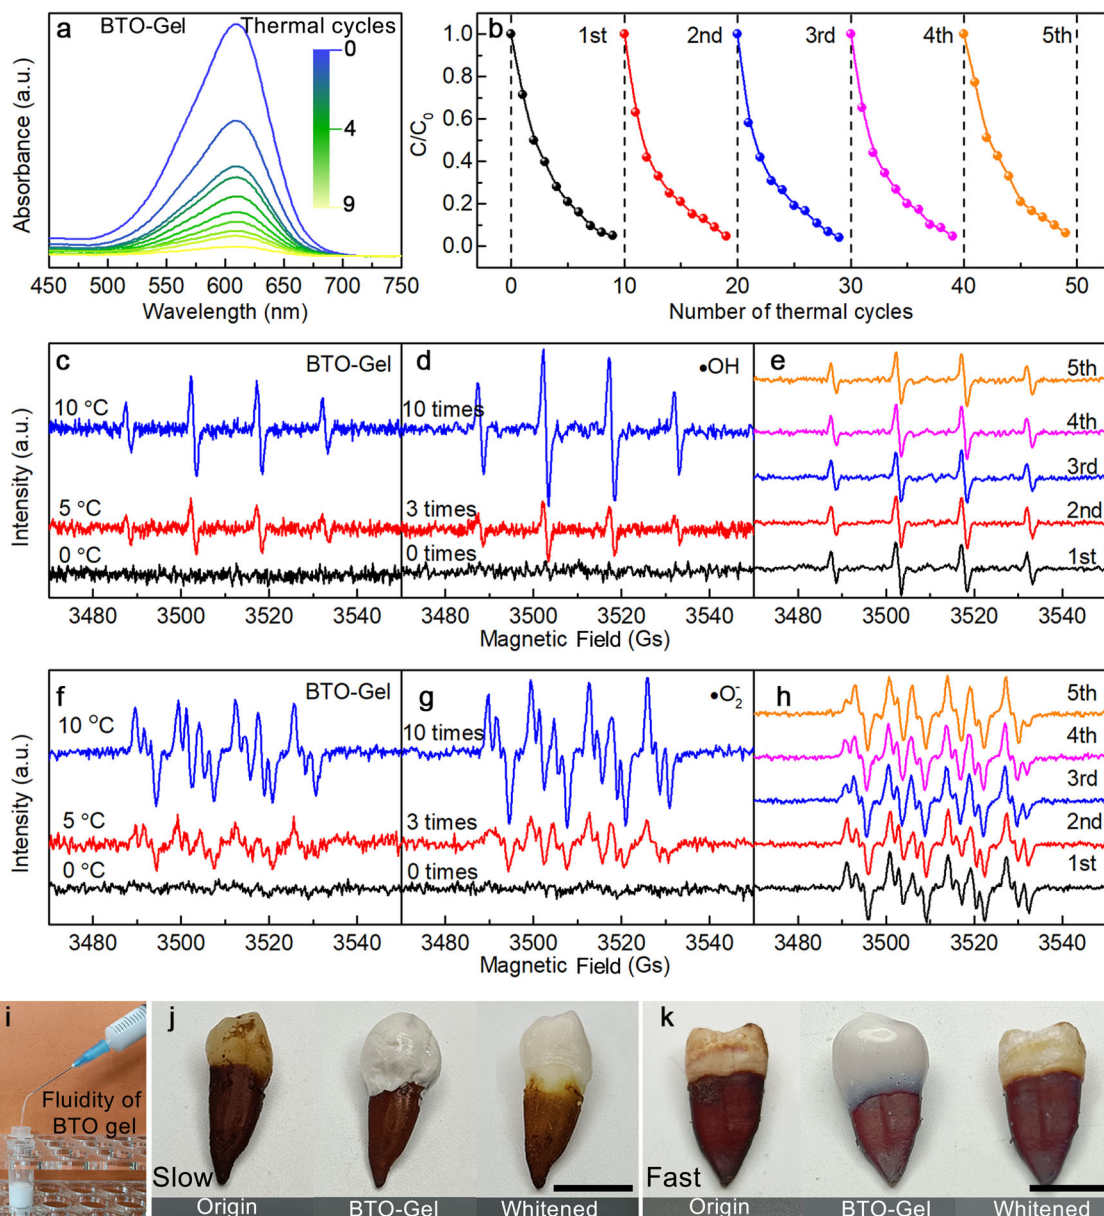 a
BTO-Gel
Thermal cycles
0
4
9
Absorbance (a.u.)
450 500 550 600 650 700 750
Wavelength (nm)
b
1st 2nd 3rd 4th 5th
C/C0
1.0
0.8
0.6
0.4
0.2
0.0
0 10 20 30 40 50
Number of thermal cycles
c
BTO-Gel
10 °C
5 °C
0 °C
Intensity (a.u.)
3480 3500 3520 3540
d
•OH
10 times
3 times
0 times
3480 3500 3520 3540
Magnetic Field (Gs)
e
5th
4th
3rd
2nd
1st
3480 3500 3520 3540
f
BTO-Gel
10 °C
5 °C
0 °C
Intensity (a.u.)
3480 3500 3520 3540
g
•O2-
10 times
3 times
0 times
3480 3500 3520 3540
Magnetic Field (Gs)
h
5th
4th
3rd
2nd
1st
3480 3500 3520 3540
i
Fluidity of
BTO gel
j
Slow
Origin BTO-Gel Whitened
k
Fast
Origin BTO-Gel Whitened